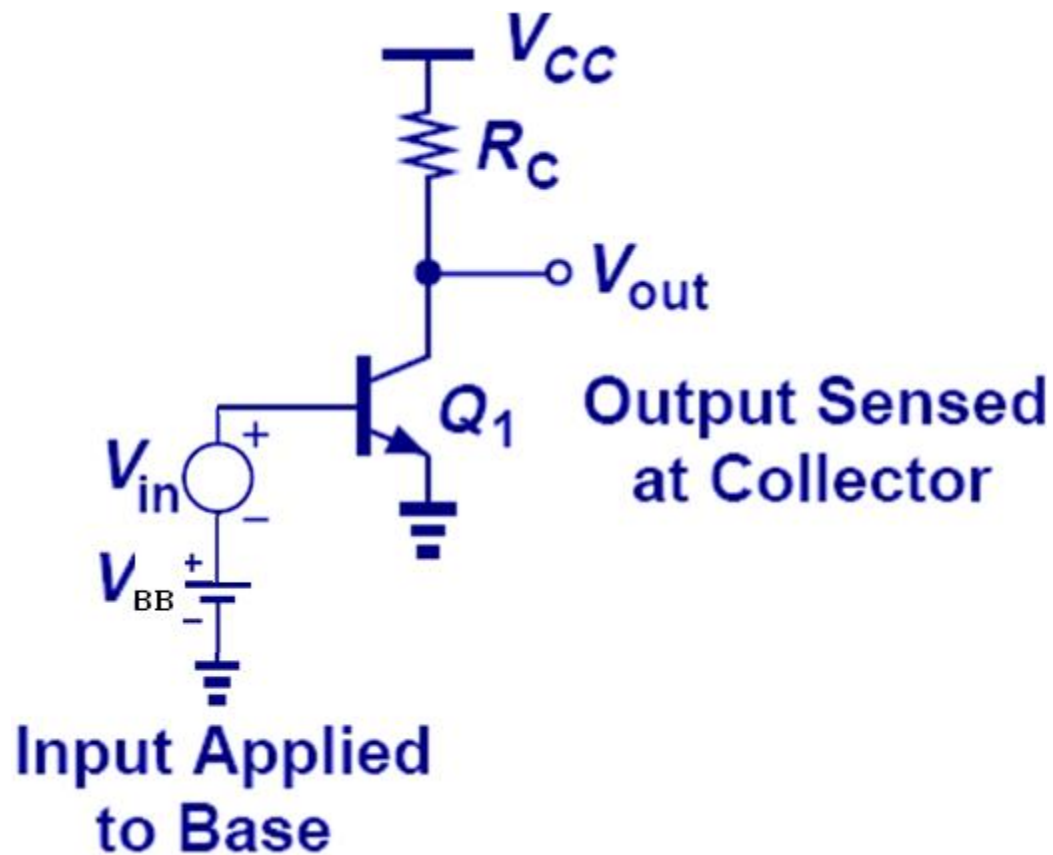 VCC
RC
Vout
Q1
Output Sensed
at Collector
+
Vin
−
+
VBB
−
Input Applied
to Base